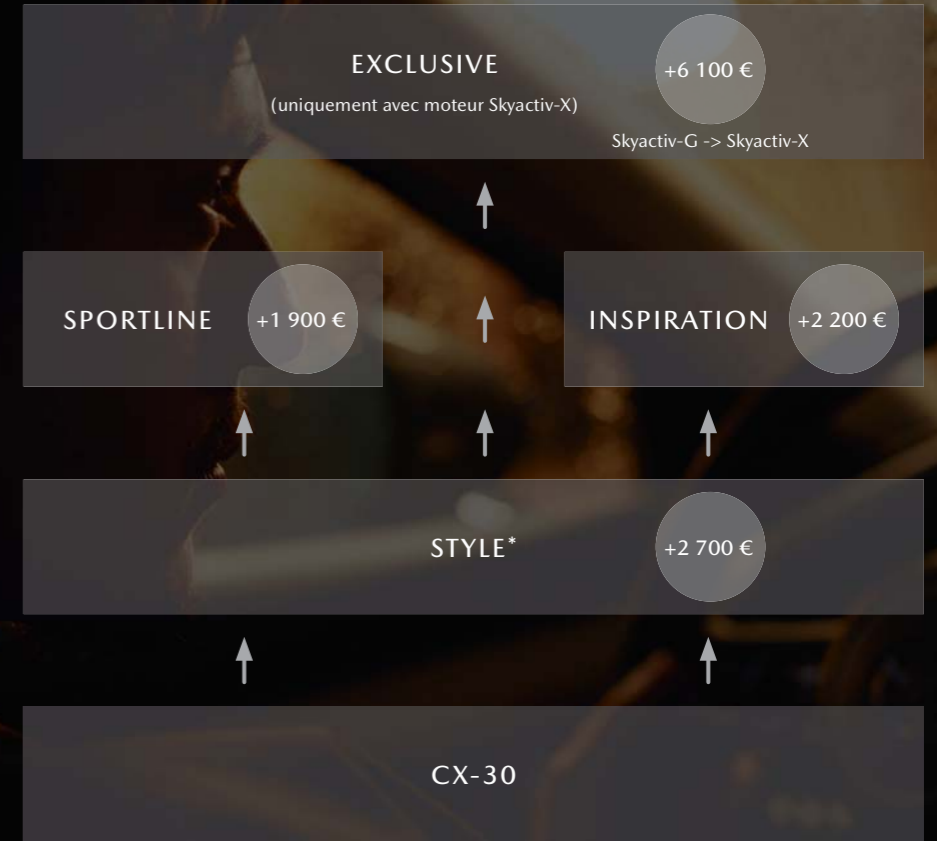 EXCLUSIVE
(uniquement avec moteur Skyactiv-X)
+6 100 €
Skyactiv-G -> Skyactiv-X
SPORTLINE
+1 900 €
INSPIRATION
+2 200 €
STYLE*
+2 700 €
CX-30